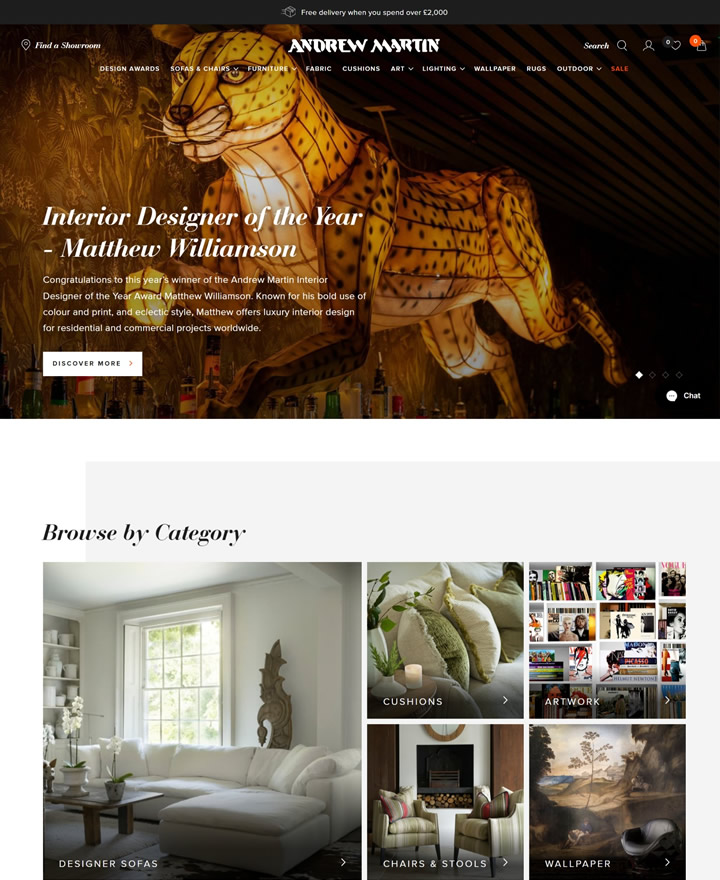 Free delivery when you spend over £2,000
Find a Showroom
ANDREW MARTIN
Search
0
0
DESIGN AWARDS SOFAS & CHAIRS FURNITURE FABRIC CUSHIONS ART LIGHTING WALLPAPER RUGS OUTDOOR SALE
Interior Designer of the Year
- Matthew Williamson
Congratulations to this year's winner of the Andrew Martin Interior
Designer of the Year Award Matthew Williamson. Known for his bold use of
colour and print, and eclectic style, Matthew offers luxury interior design
for residential and commercial projects worldwide.
DISCOVER MORE
Chat
Browse by Category
VOGUE
PICASSO
HELMUT NEWTON
CUSHIONS
ARTWORK
DESIGNER SOFAS
CHAIRS & STOOLS
WALLPAPER